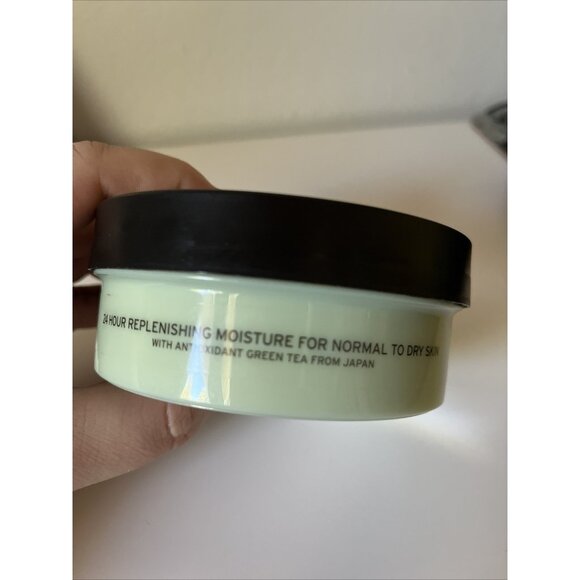 24 HOUR REPLENISHING MOISTURE FOR NORMAL TO DRY SKIN
WITH ANTIOXIDANT GREEN TEA FROM JAPAN